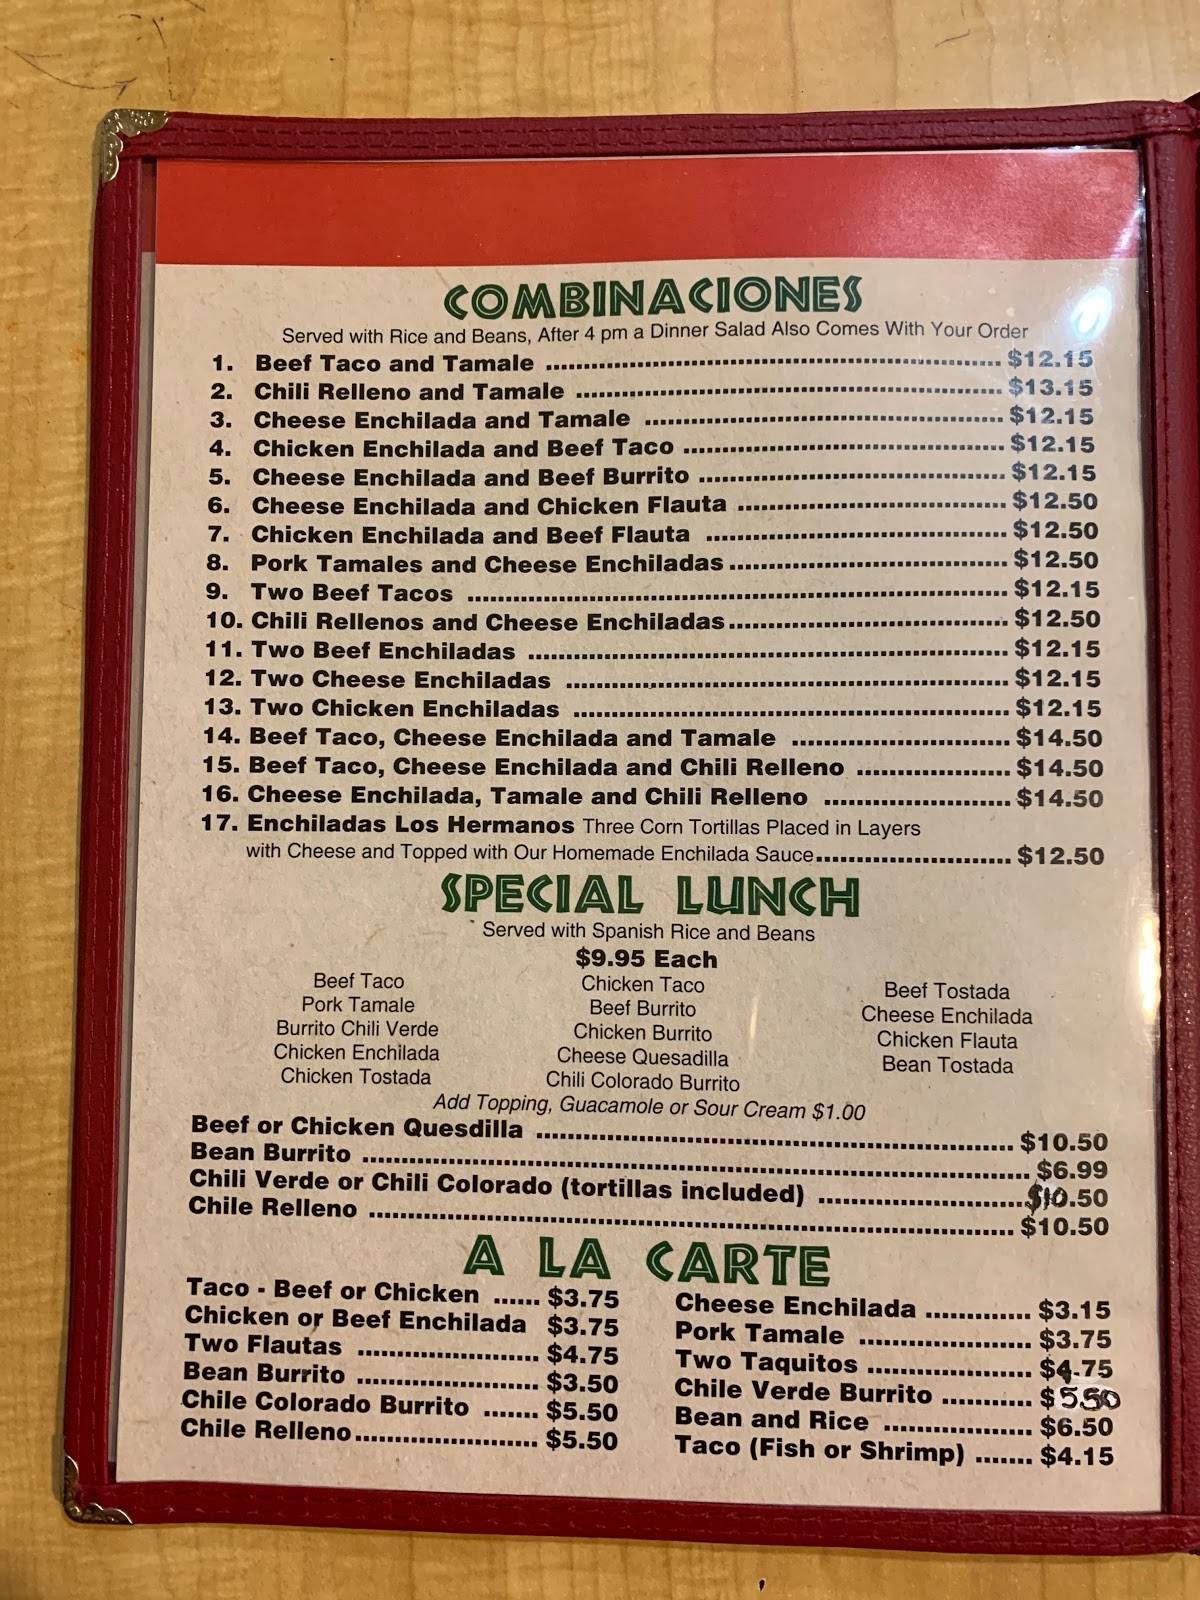 COMBINACIONES
Served with Rice and Beans, After 4 pm a Dinner Salad Also Comes With Your Order
1. Beef Taco and Tamale ........ $12.15
2. Chili Relleno and Tamale ........ $13.15
3. Cheese Enchilada and Tamale ........ $12.15
4. Chicken Enchilada and Beef Taco ........ $12.15
5. Cheese Enchilada and Beef Burrito ........ $12.15
6. Cheese Enchilada and Chicken Flauta ........ $12.50
7. Chicken Enchilada and Beef Flauta ........ $12.50
8. Pork Tamales and Cheese Enchiladas ........ $12.50
9. Two Beef Tacos ........ $12.15
10. Chili Rellenos and Cheese Enchiladas ........ $12.50
11. Two Beef Enchiladas ........ $12.15
12. Two Cheese Enchiladas ........ $12.15
13. Two Chicken Enchiladas ........ $12.15
14. Beef Taco, Cheese Enchilada and Tamale ........ $14.50
15. Beef Taco, Cheese Enchilada and Chili Relleno ........ $14.50
16. Cheese Enchilada, Tamale and Chili Relleno ........ $14.50
17. Enchiladas Los Hermanos Three Corn Tortillas Placed in Layers
with Cheese and Topped with Our Homemade Enchilada Sauce ........ $12.50
SPECIAL LUNCH
Served with Spanish Rice and Beans
$9.95 Each
Beef Taco
Pork Tamale
Burrito Chili Verde
Chicken Enchilada
Chicken Tostada
Chicken Taco
Beef Burrito
Chicken Burrito
Cheese Quesadilla
Chili Colorado Burrito
Beef Tostada
Cheese Enchilada
Chicken Flauta
Bean Tostada
Add Topping, Guacamole or Sour Cream $1.00
Beef or Chicken Quesdilla ........ $10.50
Bean Burrito ........ $6.99
Chili Verde or Chili Colorado (tortillas included) ........ $10.50
Chile Relleno ........ $10.50
A LA CARTE
Taco - Beef or Chicken ...... $3.75
Chicken or Beef Enchilada $3.75
Two Flautas ........ $4.75
Bean Burrito ........ $3.50
Chile Colorado Burrito ....... $5.50
Chile Relleno ........ $5.50
Cheese Enchilada ........ $3.15
Pork Tamale ........ $3.75
Two Taquitos ........ $4.75
Chile Verde Burrito ........ $5.50
Bean and Rice ........ $6.50
Taco (Fish or Shrimp) ....... $4.15